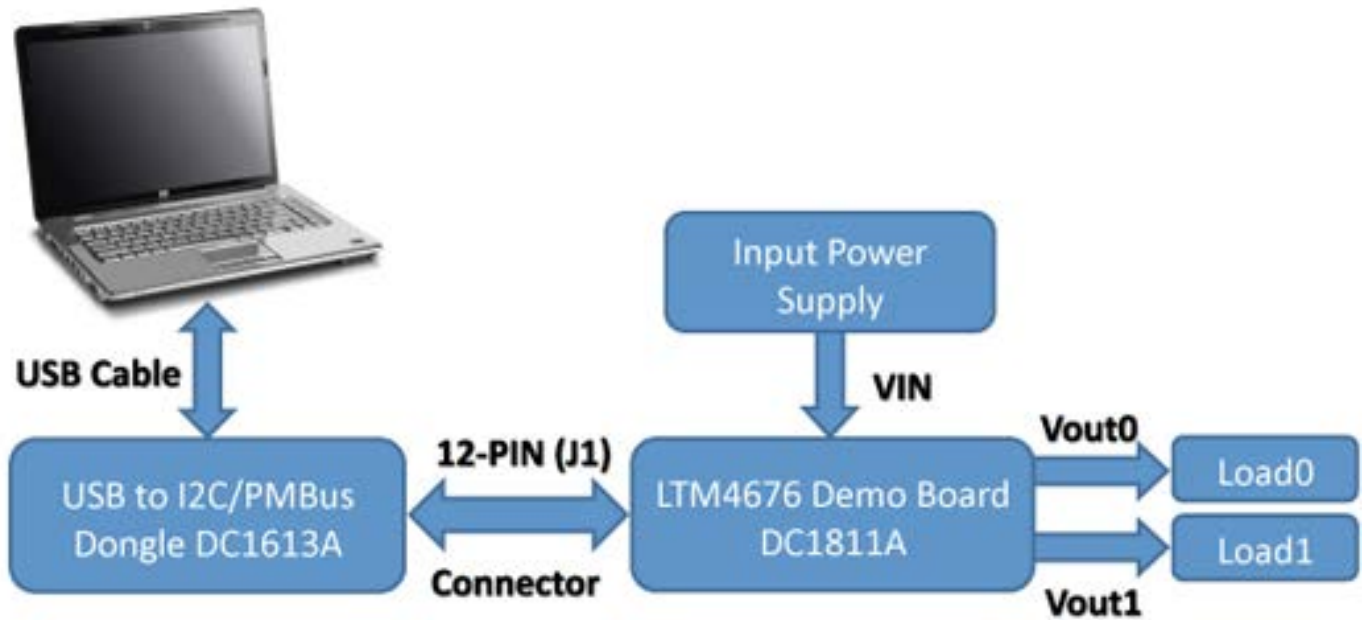 Input Power
Supply
USB Cable
VIN
12-PIN (J1)
Vout0
USB to I2C/PMBus
Dongle DC1613A
LTM4676 Demo Board
DC1811A
Load0
Load1
Connector
Vout1